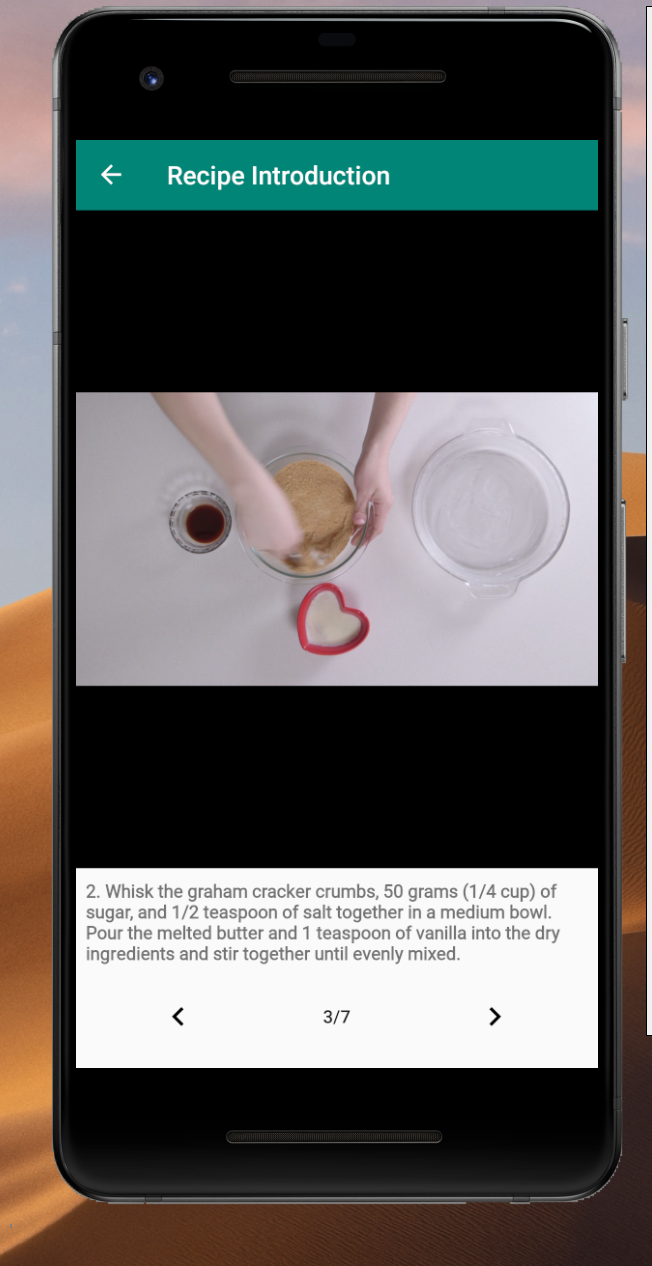 Recipe Introduction
2. Whisk the graham cracker crumbs, 50 grams (1/4 cup) of
sugar, and 1/2 teaspoon of salt together in a medium bowl.
Pour the melted butter and 1 teaspoon of vanilla into the dry
ingredients and stir together until evenly mixed.
3/7